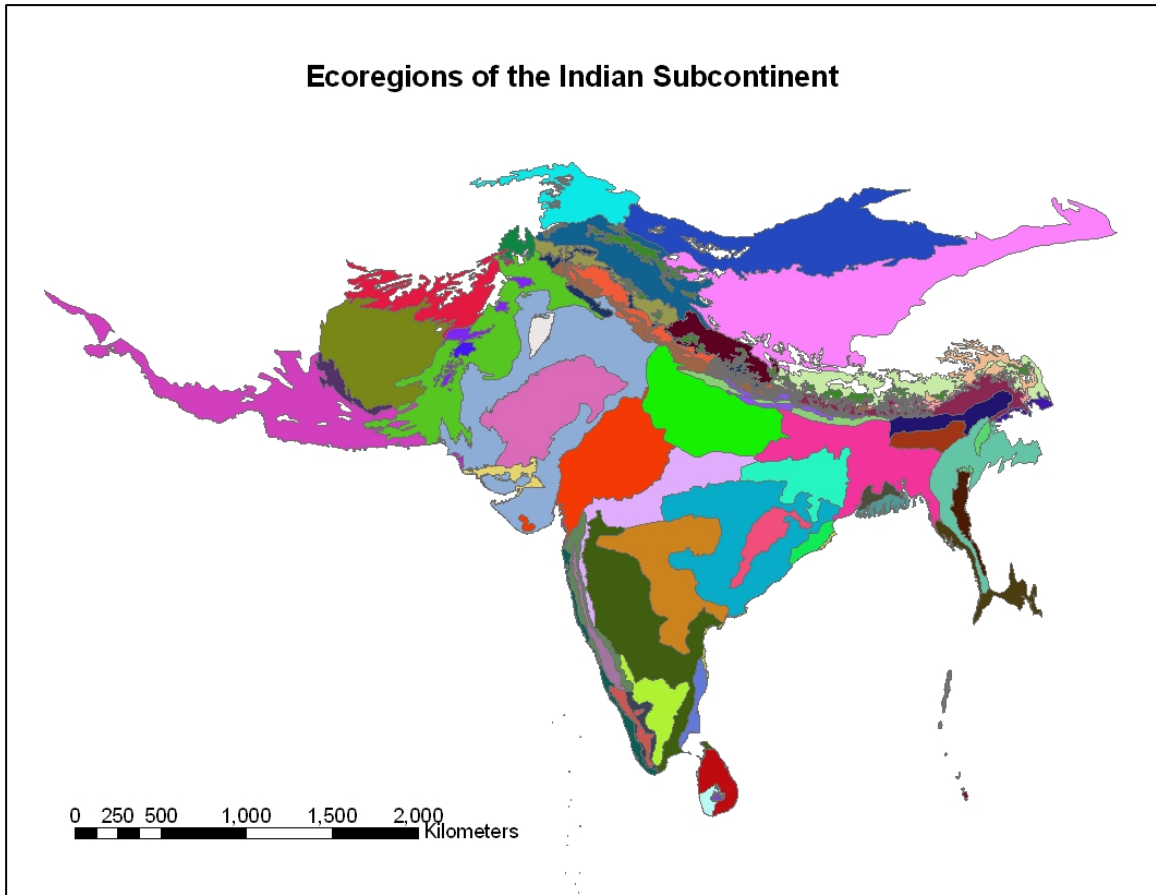 Ecoregions of the Indian Subcontinent
0 250 500 1,000 1,500 2,000
Kilometers